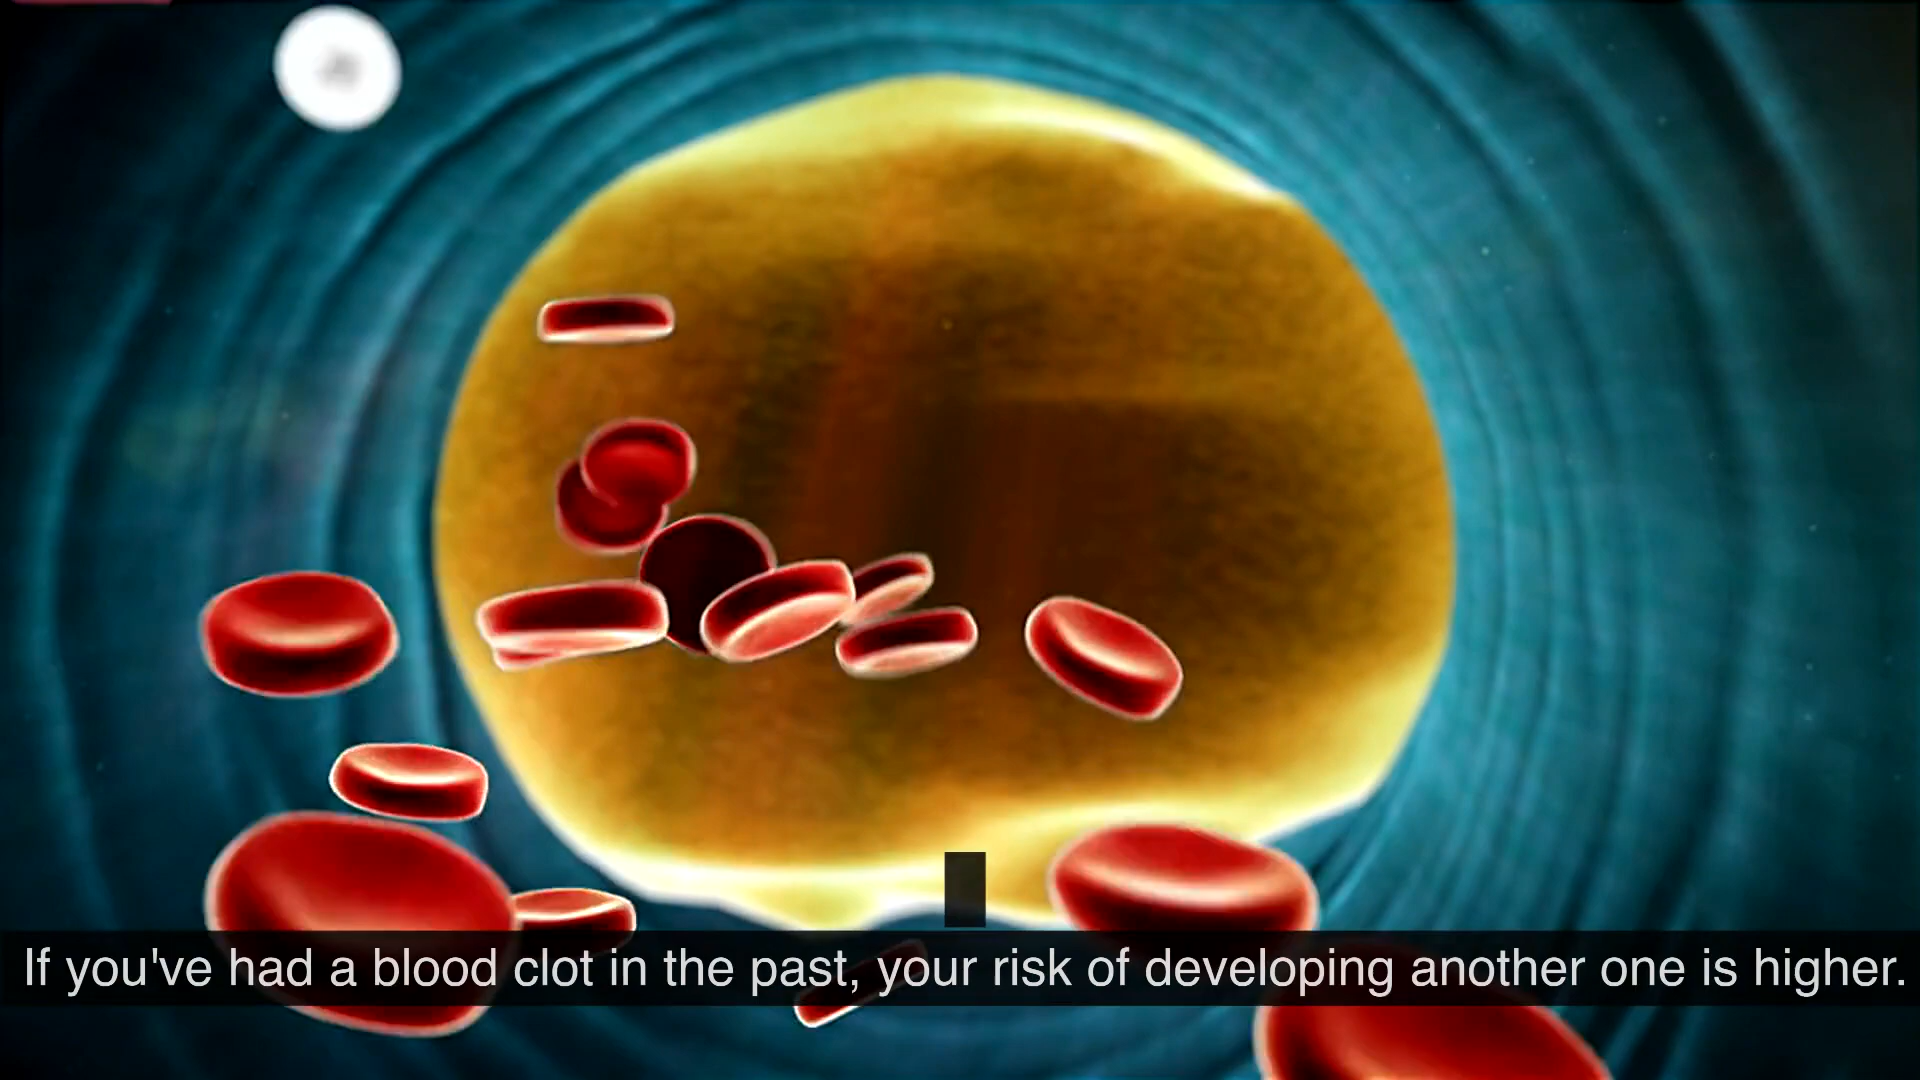 If you've had a blood clot in the past, your risk of developing another one is higher.